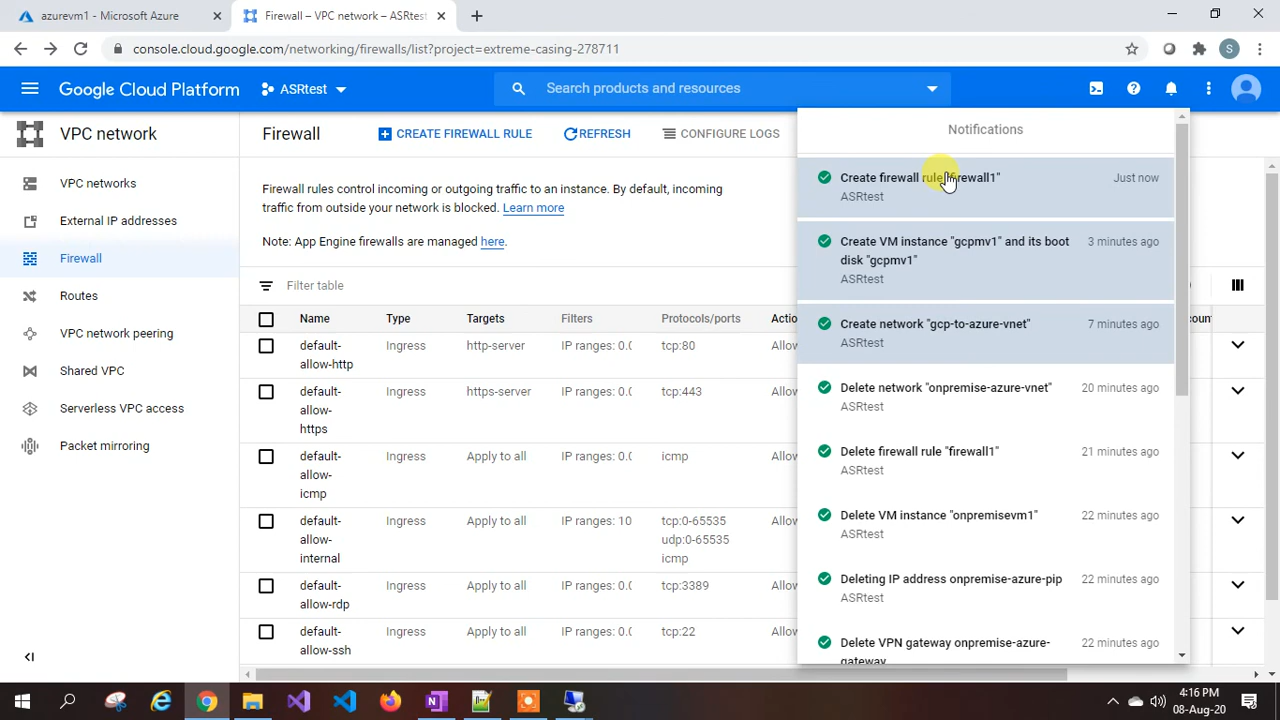 azurevm1 - Microsoft Azure
Firewall – VPC network – ASRtest
console.cloud.google.com/networking/firewalls/list?project=extreme-casing-278711
S
Google Cloud Platform
ASRtest
Search products and resources
VPC network
Firewall
CREATE FIREWALL RULE
REFRESH
CONFIGURE LOGS
VPC networks
External IP addresses
Firewall
Routes
VPC network peering
Shared VPC
Serverless VPC access
Packet mirroring
Firewall rules control incoming or outgoing traffic to an instance. By default, incoming
traffic from outside your network is blocked. Learn more
Note: App Engine firewalls are managed here.
Filter table
Name Type Targets Filters Protocols/ports
default-allow-http Ingress http-server IP ranges: 0. tcp:80
default-allow-https Ingress https-server IP ranges: 0. tcp:443
default-allow-icmp Ingress Apply to all IP ranges: 0. icmp
default-allow-internal Ingress Apply to all IP ranges: 10 tcp:0-65535
udp:0-65535
icmp
default-allow-rdp Ingress Apply to all IP ranges: 0. tcp:3389
default-allow-ssh Ingress Apply to all IP ranges: 0. tcp:22
Notifications
Create firewall rule "firewall1" Just now
ASRtest
Create VM instance "gcpmv1" and its boot 3 minutes ago
disk "gcpmv1"
ASRtest
Create network "gcp-to-azure-vnet" 7 minutes ago
ASRtest
Delete network "onpremise-azure-vnet" 20 minutes ago
ASRtest
Delete firewall rule "firewall1" 21 minutes ago
ASRtest
Delete VM instance "onpremisevm1" 22 minutes ago
ASRtest
Deleting IP address onpremise-azure-pip 22 minutes ago
ASRtest
Delete VPN gateway onpremise-azure- 22 minutes ago
gateway
4:16 PM
08-Aug-20